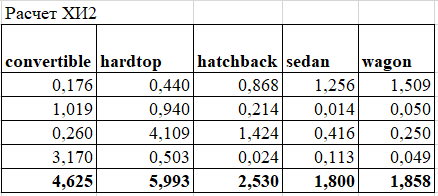 Расчет ХИ2
convertible hardtop hatchback sedan wagon
0,176 0,440 0,868 1,256 1,509
1,019 0,940 0,214 0,014 0,050
0,260 4,109 1,424 0,416 0,250
3,170 0,503 0,024 0,113 0,049
4,625 5,993 2,530 1,800 1,858